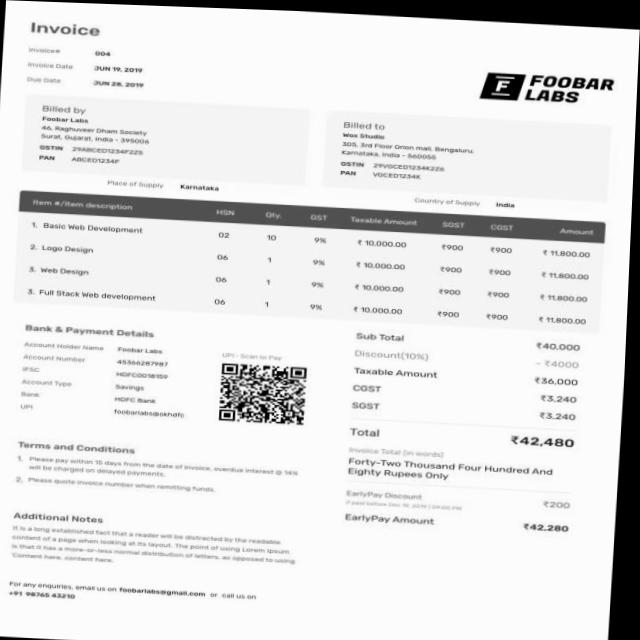 Invoice
Invoice# 004
Invoice Date JUN 19, 2019
Due Date JUN 28, 2019
FOOBAR
LABS
Billed by
Foobar Labs
46, Raghuveer Dham Society
Surat, Gujarat, India - 395006
GSTIN 29ABCED1234F2Z5
PAN ABCED1234F
Billed to
Wox Studio
305, 3rd Floor Orion mall, Bengaluru,
Karnataka, India - 560055
GSTIN 29VGCED1234K2Z6
PAN VGCED1234K
Place of Supply Karnataka
Country of Supply India
Item #/Item description HSN Qty. GST Taxable Amount SGST CGST Amount
1. Basic Web Development 02 10 9% ₹ 10,000.00 ₹900 ₹900 ₹ 11,800.00
2. Logo Design 06 1 9% ₹ 10,000.00 ₹900 ₹900 ₹ 11,800.00
3. Web Design 06 1 9% ₹ 10,000.00 ₹900 ₹900 ₹ 11,800.00
3. Full Stack Web development 06 1 9% ₹ 10,000.00 ₹900 ₹900 ₹ 11,800.00
Bank & Payment Details
Account Holder Name Foobar Labs
Account Number 45366287987
IFSC HDFC0018159
Account Type Savings
Bank HDFC Bank
UPI foobarlabs@okhdfc
UPI - Scan to Pay
Sub Total ₹40,000
Discount(10%) - ₹4000
Taxable Amount ₹36,000
CGST ₹3,240
SGST ₹3,240
Total ₹42,480
Invoice Total (in words)
Forty-Two Thousand Four Hundred And
Eighty Rupees Only
EarlyPay Discount ₹200
EarlyPay Amount ₹42,280
Terms and Conditions
1. Please pay within 15 days from the date of invoice, overdue interest @ 14%
will be charged on delayed payments.
2. Please quote invoice number when remitting funds.
Additional Notes
It is a long established fact that a reader will be distracted by the readable
content of a page when looking at its layout. The point of using Lorem Ipsum
is that it has a more-or-less normal distribution of letters, as opposed to using
'Content here, content here.
For any enquiries, email us on foobarlabs@gmail.com or call us on
+91 98765 43210